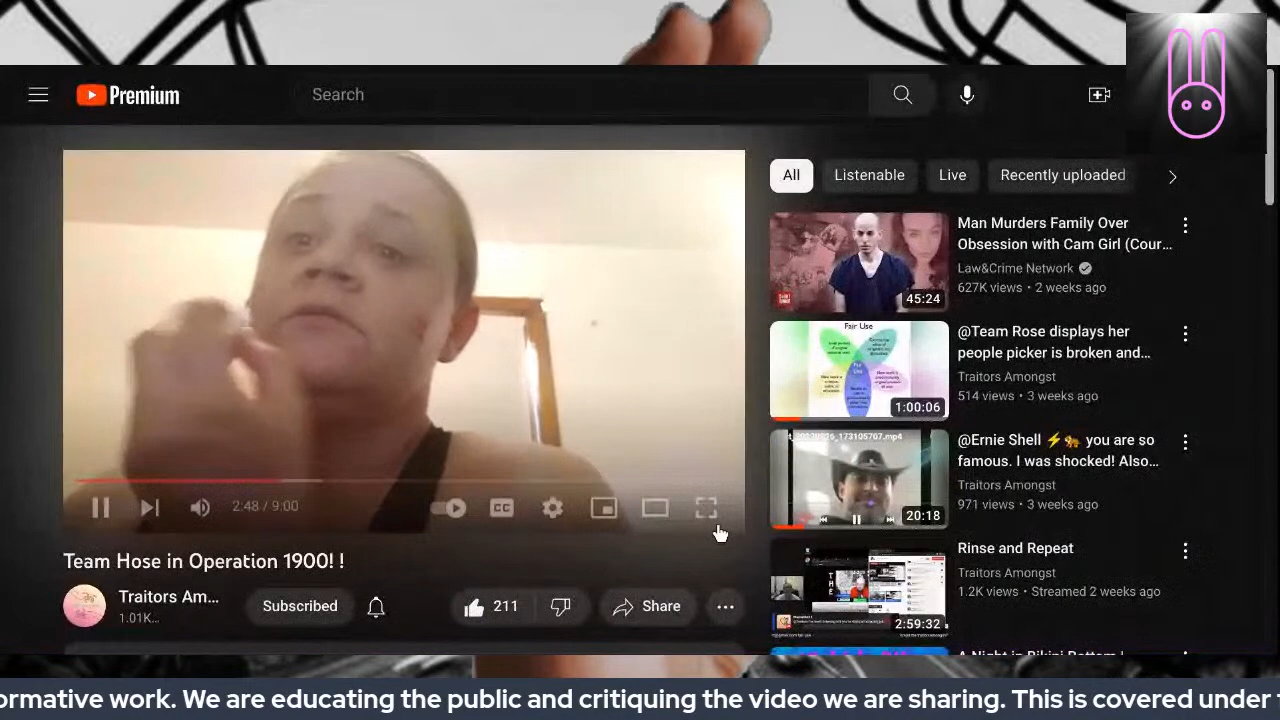 Premium
Search
All
Listenable
Live
Recently uploaded
Man Murders Family Over
Obsession with Cam Girl (Cour...
Law&Crime Network
627K views • 2 weeks ago
45:24
Fair Use
@Team Rose displays her
people picker is broken and...
Traitors Amongst
514 views • 3 weeks ago
1:00:06
@Ernie Shell ⚡🐅 you are so
famous. I was shocked! Also...
Traitors Amongst
971 views • 3 weeks ago
20:18
2:48 / 9:00
CC
Rinse and Repeat
Traitors Amongst
1.2K views • Streamed 2 weeks ago
2:59:32
Team Hose in Operation 1900! !
Traitors Am...
1.01K...
Subscribed
211
Share
ormative work. We are educating the public and critiquing the video we are sharing. This is covered under